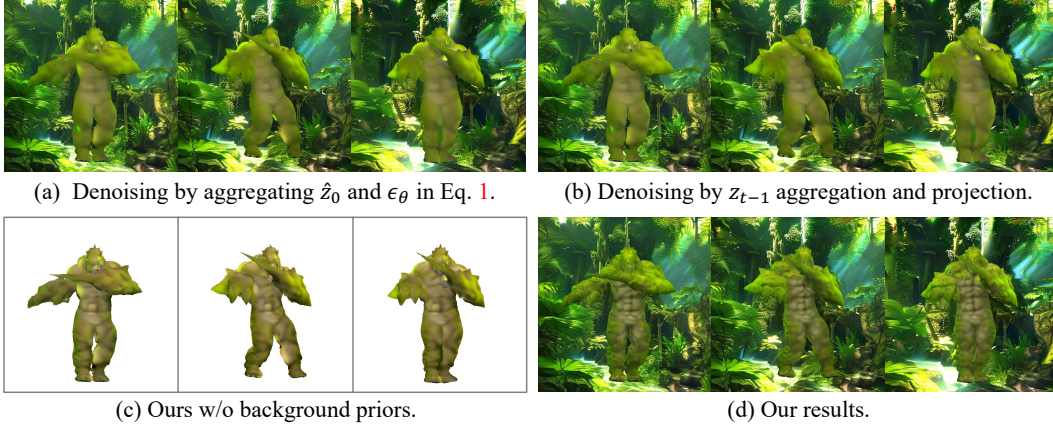 (a) Denoising by aggregating ẑ₀ and ϵ_θ in Eq. 1.
(b) Denoising by z_{t−1} aggregation and projection.
(c) Ours w/o background priors.
(d) Our results.